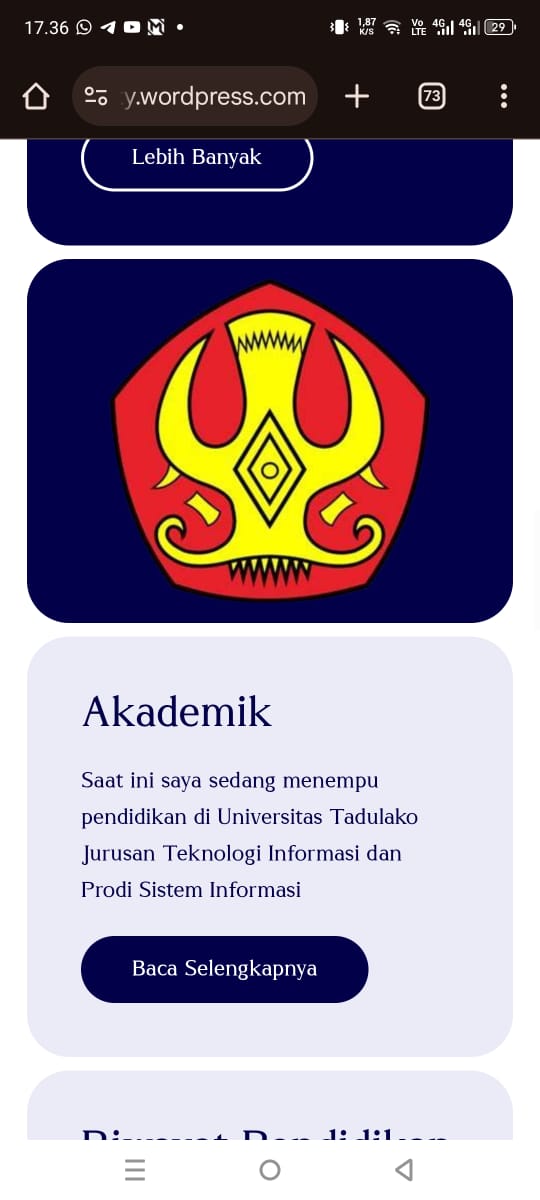 17.36
1,87
K/S
Vo
LTE
4G
4G
29
y.wordpress.com
73
Lebih Banyak
Akademik
Saat ini saya sedang menempu
pendidikan di Universitas Tadulako
Jurusan Teknologi Informasi dan
Prodi Sistem Informasi
Baca Selengkapnya